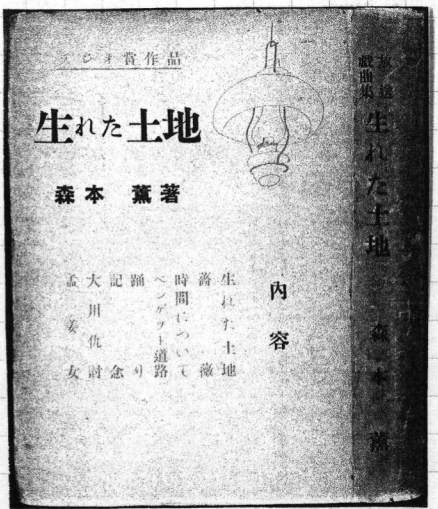 ラジオ賞作品
生れた土地
森本 薫著
内容
生れた土地
薔薇
時間について
ベンゲット道路
踊り
記念
大川仇討
孟姜女
放送
戯曲集
生れた土地
森本 薫